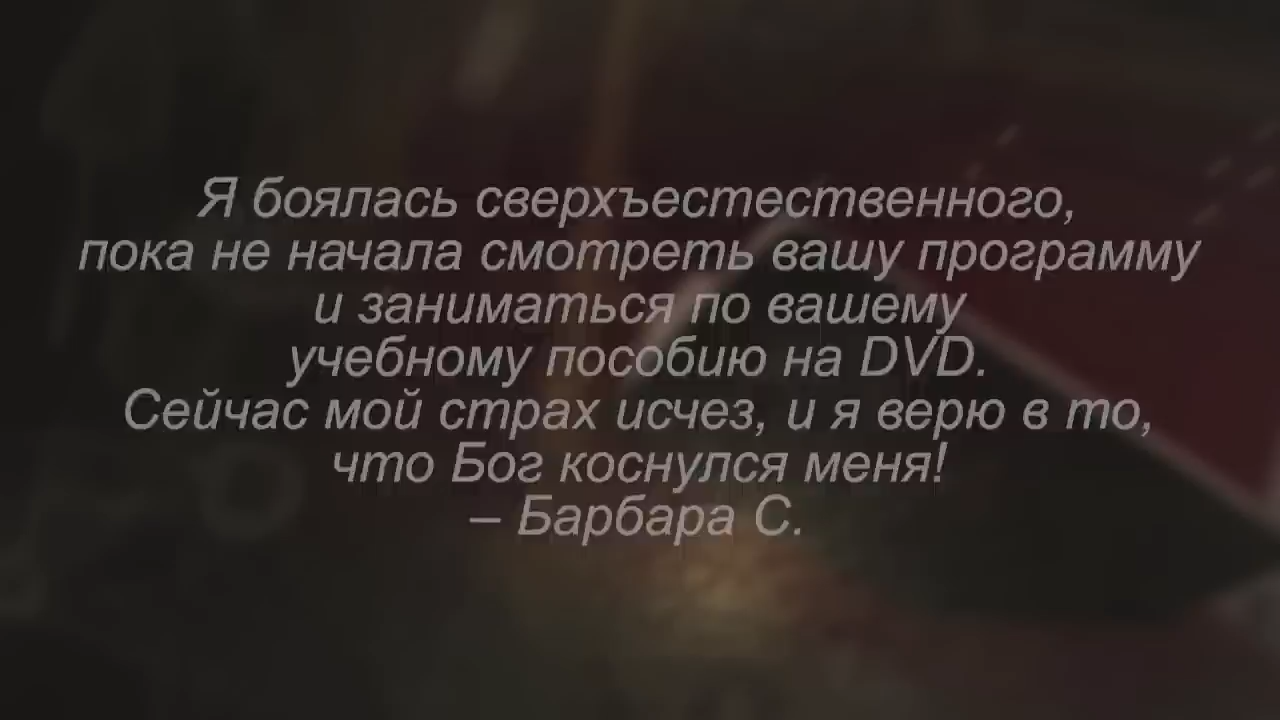 Я боялась сверхъестественного,
пока не начала смотреть вашу программу
и заниматься по вашему
учебному пособию на DVD.
Сейчас мой страх исчез, и я верю в то,
что Бог коснулся меня!
– Барбара С.